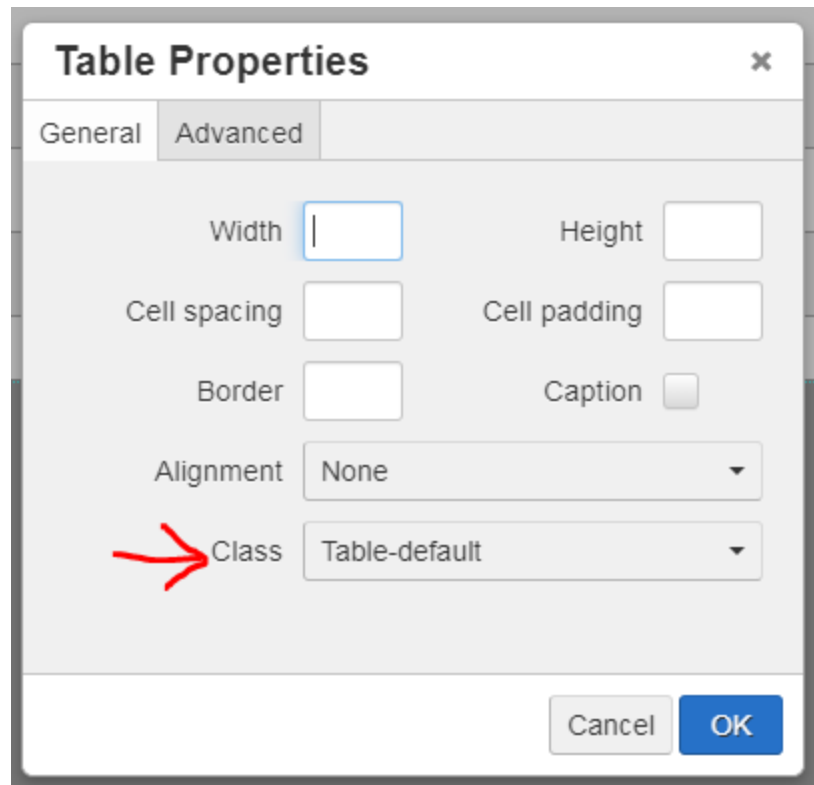 Table Properties ×
General Advanced
Width Height
Cell spacing Cell padding
Border Caption
Alignment None
Class Table-default
Cancel OK